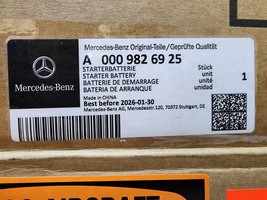 Mercedes-Benz Original-Teile/Geprüfte Qualität
A 000 982 69 25
STARTERBATTERIE Stück
STARTER BATTERY unit
BATTERIE DE DEMARRAGE unité
BATERIA DE ARRANQUE unidad
1
Mercedes-Benz
Made in CHINA
Best before 2026-01-30
Mercedes-Benz AG, Mercedesstr. 120, 70372 Stuttgart, DE